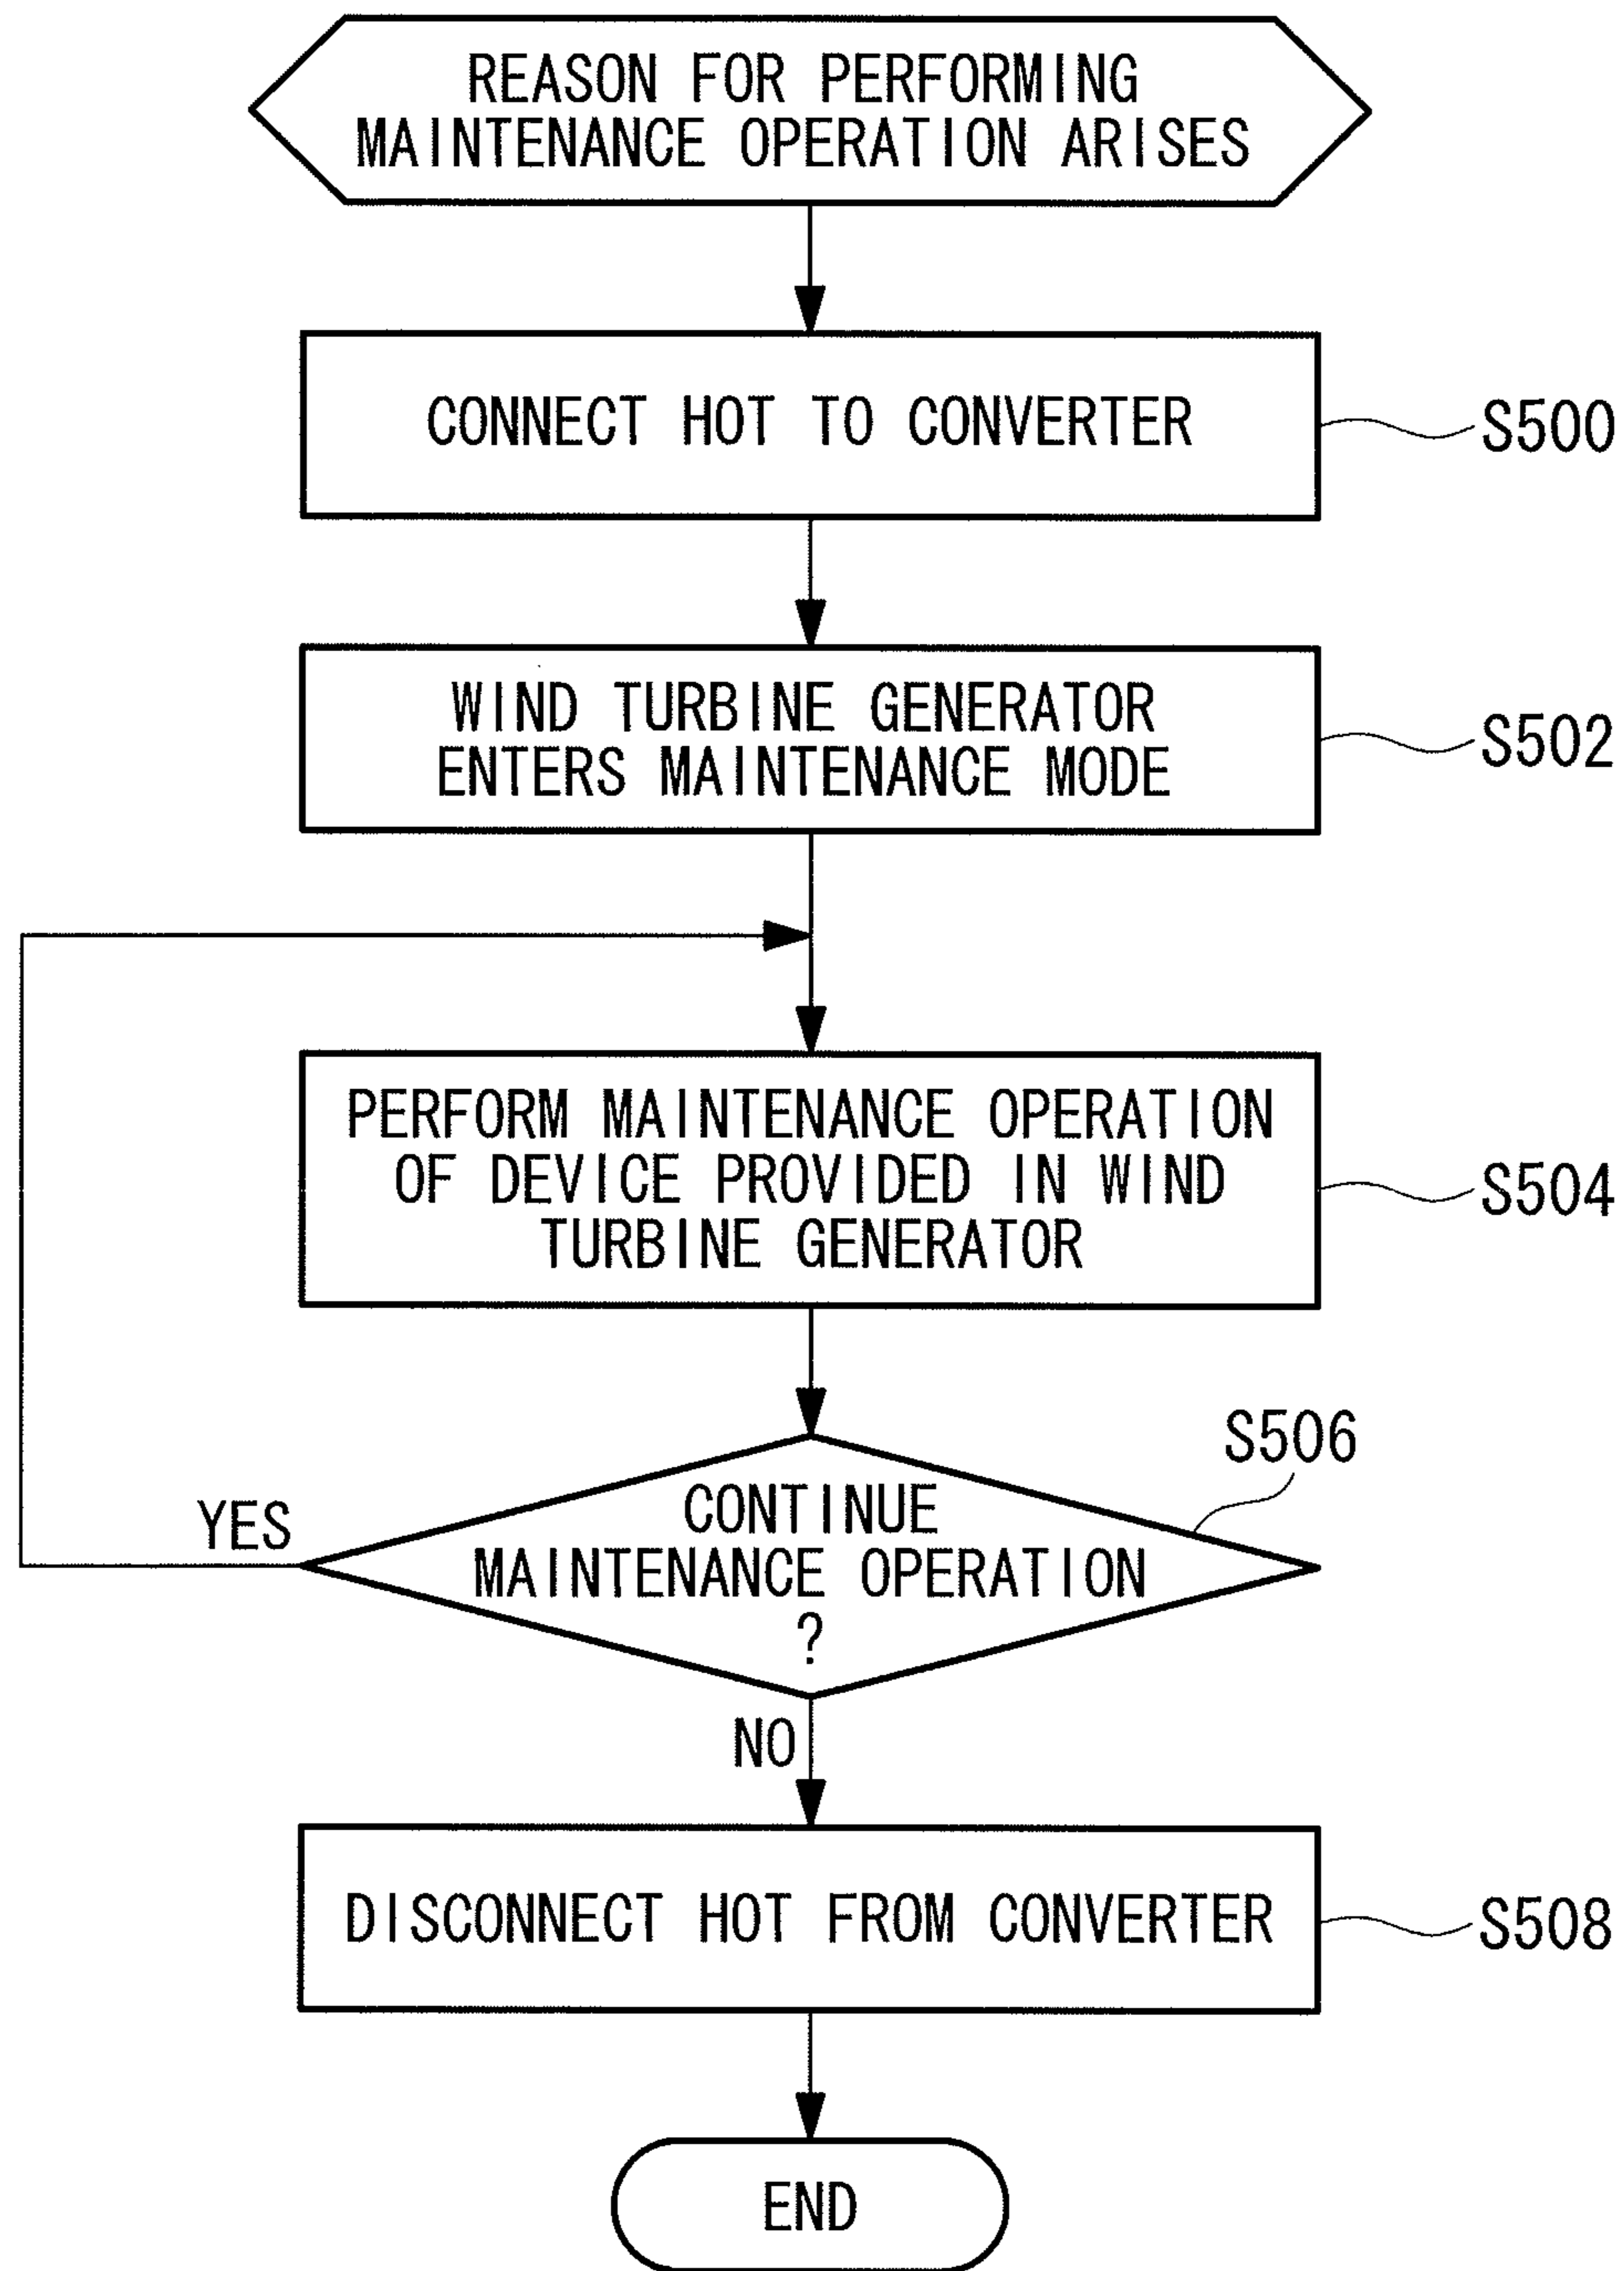 REASON FOR PERFORMING
MAINTENANCE OPERATION ARISES
CONNECT HOT TO CONVERTER
S500
WIND TURBINE GENERATOR
ENTERS MAINTENANCE MODE
S502
PERFORM MAINTENANCE OPERATION
OF DEVICE PROVIDED IN WIND
TURBINE GENERATOR
S504
S506
YES
CONTINUE
MAINTENANCE OPERATION
?
NO
DISCONNECT HOT FROM CONVERTER
S508
END